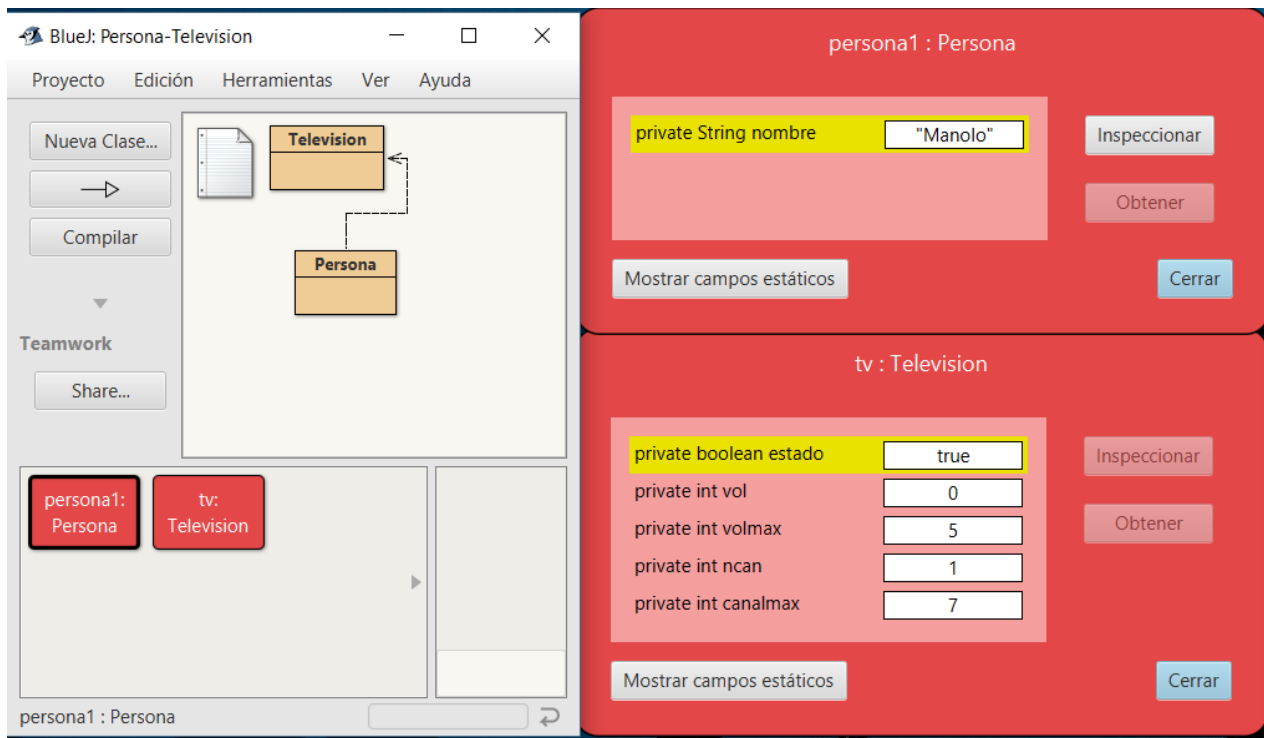 BlueJ: Persona-Television
Proyecto Edición Herramientas Ver Ayuda
Nueva Clase...
Compilar
Teamwork
Share...
Television
Persona
persona1:
Persona
tv:
Television
persona1 : Persona
persona1 : Persona
private String nombre "Manolo"
Inspeccionar
Obtener
Mostrar campos estáticos
Cerrar
tv : Television
private boolean estado true
private int vol 0
private int volmax 5
private int ncan 1
private int canalmax 7
Inspeccionar
Obtener
Mostrar campos estáticos
Cerrar